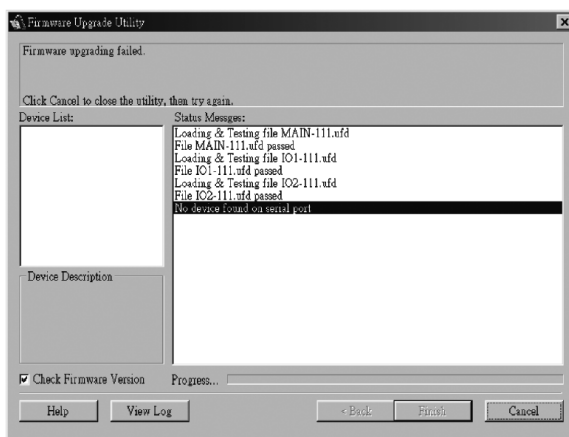 Firmware Upgrade Utility
Firmware upgrading failed.
Click Cancel to close the utility, then try again.
Device List:
Status Messges:
Loading & Testing file MAIN-111.ufd
File MAIN-111.ufd passed
Loading & Testing file IO1-111.ufd
File IO1-111.ufd passed
Loading & Testing file IO2-111.ufd
File IO2-111.ufd passed
No device found on serial port
Device Description
Check Firmware Version
Progress...
Help
View Log
<Back
Finish
Cancel